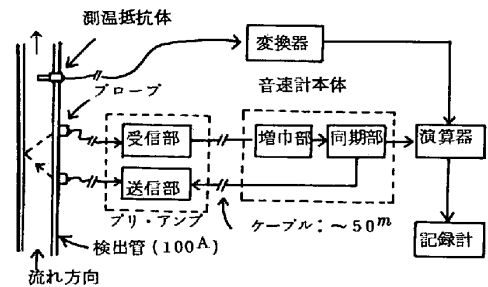 測温抵抗体
変換器
プローブ
音速計本体
受信部
増巾部
同期部
演算器
送信部
プリ・アンプ
ケーブル：～50m
検出管(100A)
記録計
流れ方向